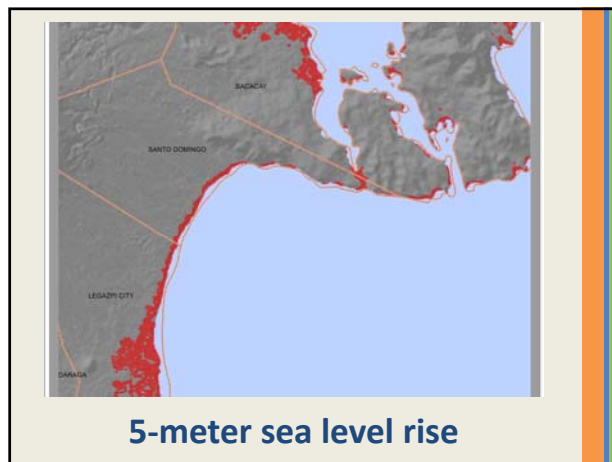 BACACAY
SANTO DOMINGO
LEGAZPI CITY
DARAGA
5-meter sea level rise